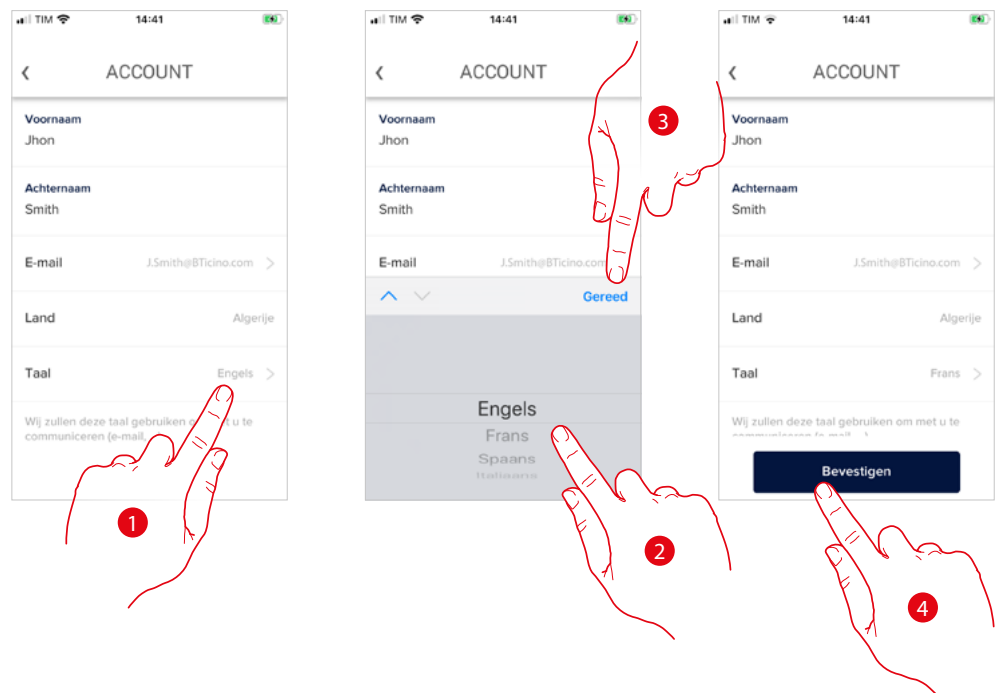 TIM 14:41
ACCOUNT
Voornaam
Jhon
Achternaam
Smith
E-mail J.Smith@BTicino.com
Land Algerije
Taal Engels
Wij zullen deze taal gebruiken t u te
communiceren (e-mail,
1
TIM 14:41
ACCOUNT
Voornaam
Jhon
Achternaam
Smith
E-mail J.Smith@BTicino.com
Gereed
Engels
Frans
Spaans
Italiaans
3
2
TIM 14:41
ACCOUNT
Voornaam
Jhon
Achternaam
Smith
E-mail J.Smith@BTicino.com
Land Algerije
Taal Frans
Wij zullen deze taal gebruiken om met u te
communiceren (e-mail, ...)
Bevestigen
4